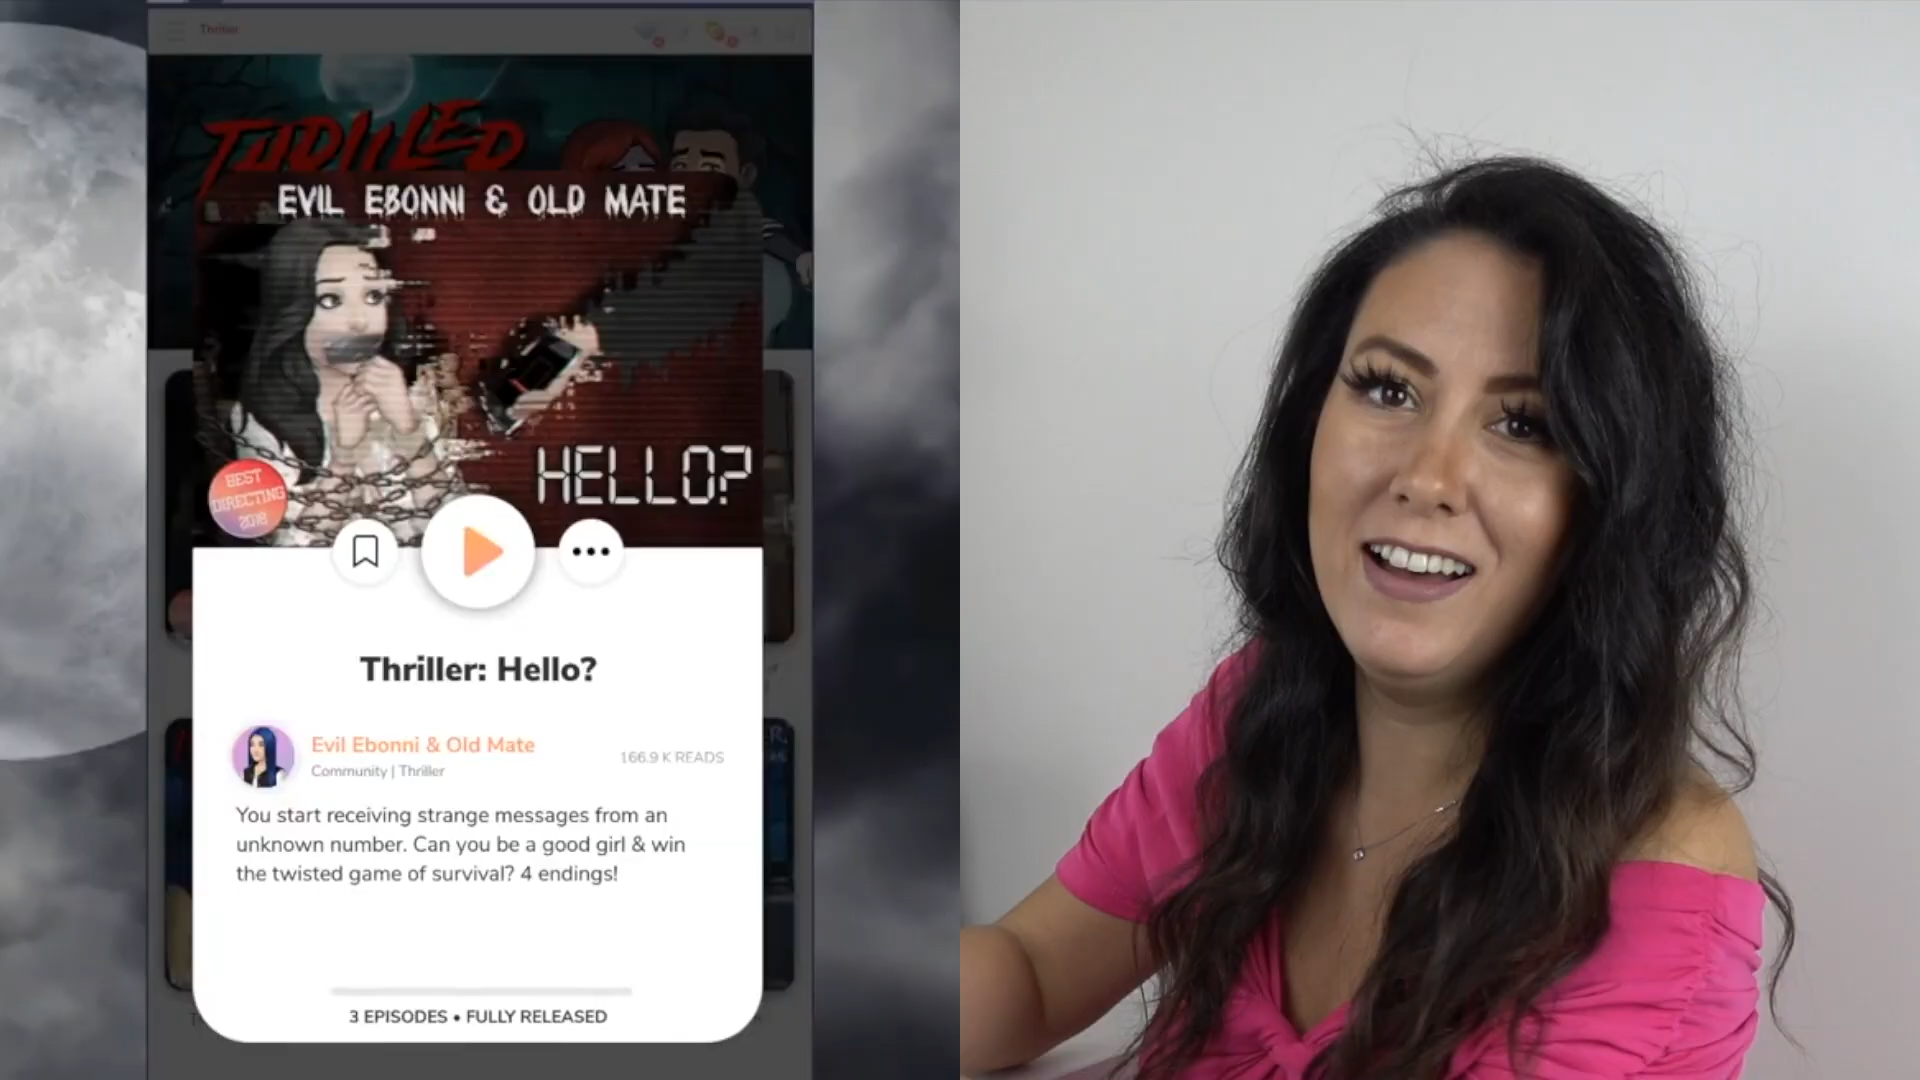 Thriller
EVIL EBONNI & OLD MATE
HELLO?
BEST
DIRECTING
2018
Thriller: Hello?
Evil Ebonni & Old Mate
Community | Thriller
166.9 K READS
You start receiving strange messages from an
unknown number. Can you be a good girl & win
the twisted game of survival? 4 endings!
3 EPISODES • FULLY RELEASED